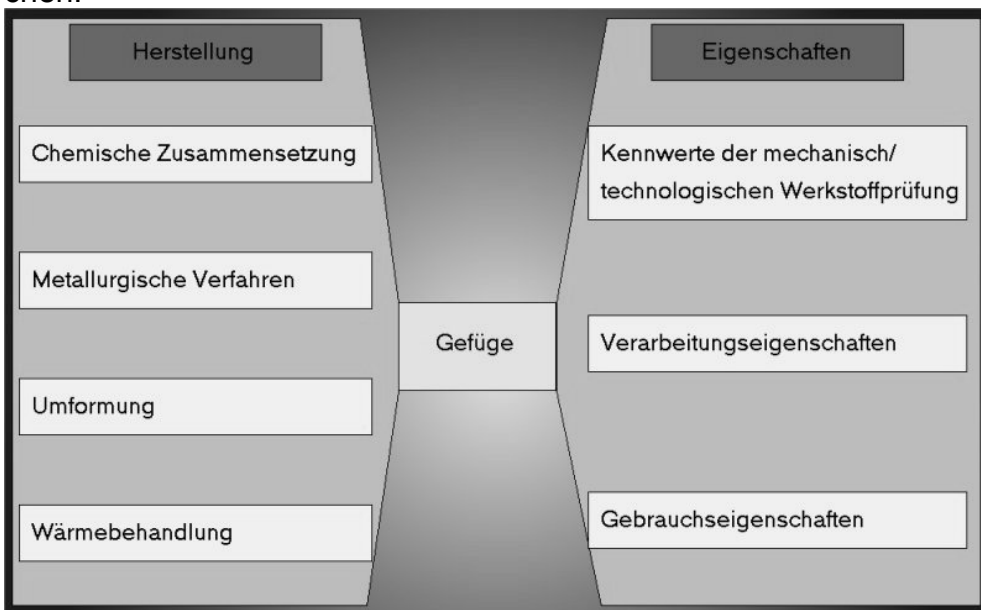 Herstellung
Chemische Zusammensetzung
Metallurgische Verfahren
Umformung
Wärmebehandlung
Gefüge
Eigenschaften
Kennwerte der mechanisch/
technologischen Werkstoffprüfung
Verarbeitungseigenschaften
Gebrauchseigenschaften